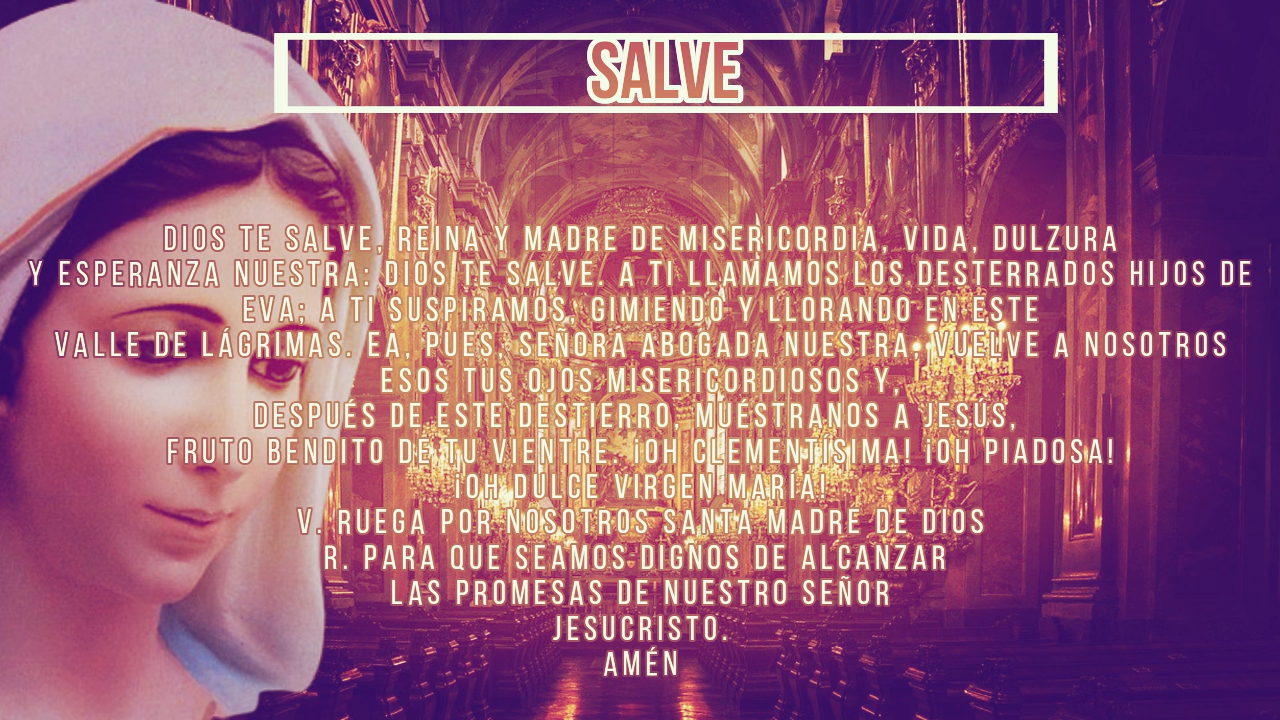 SALVE
DIOS TE SALVE, REINA Y MADRE DE MISERICORDIA, VIDA, DULZURA
Y ESPERANZA NUESTRA: DIOS TE SALVE. A TI LLAMAMOS LOS DESTERRADOS HIJOS DE
EVA; A TI SUSPIRAMOS, GIMIENDO Y LLORANDO EN ÉSTE
VALLE DE LÁGRIMAS. EA, PUES, SEÑORA ABOGADA NUESTRA, VUELVE A NOSOTROS
ESOS TUS OJOS MISERICORDIOSOS Y,
DESPUÉS DE ESTE DESTIERRO, MUÉSTRANOS A JESÚS,
FRUTO BENDITO DE TU VIENTRE. ¡OH CLEMENTÍSIMA! ¡OH PIADOSA!
¡OH DULCE VIRGEN MARÍA!
V. RUEGA POR NOSOTROS SANTA MADRE DE DIOS
R. PARA QUE SEAMOS DIGNOS DE ALCANZAR
LAS PROMESAS DE NUESTRO SEÑOR
JESUCRISTO.
AMÉN